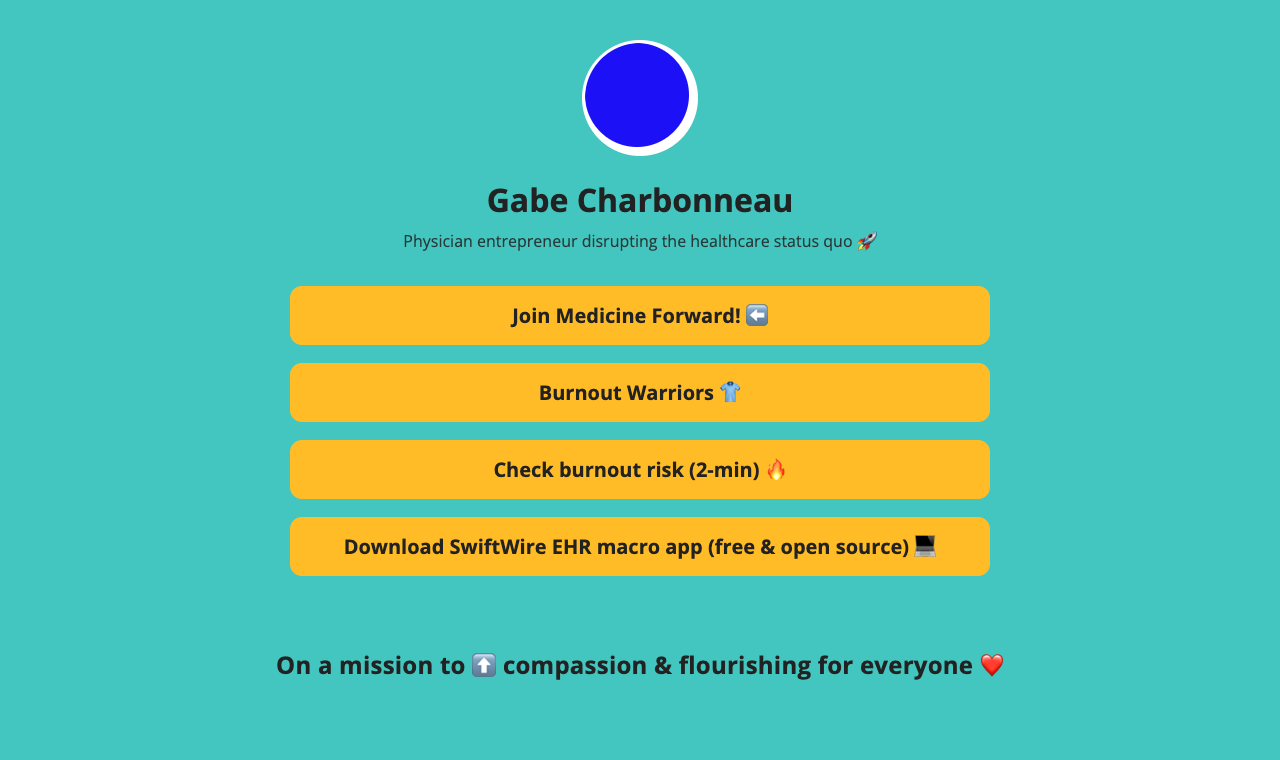 Gabe Charbonneau
Physician entrepreneur disrupting the healthcare status quo 🚀
Join Medicine Forward! ⬅️
Burnout Warriors 👕
Check burnout risk (2-min) 🔥
Download SwiftWire EHR macro app (free & open source) 💻
On a mission to ⬆️ compassion & flourishing for everyone ❤️